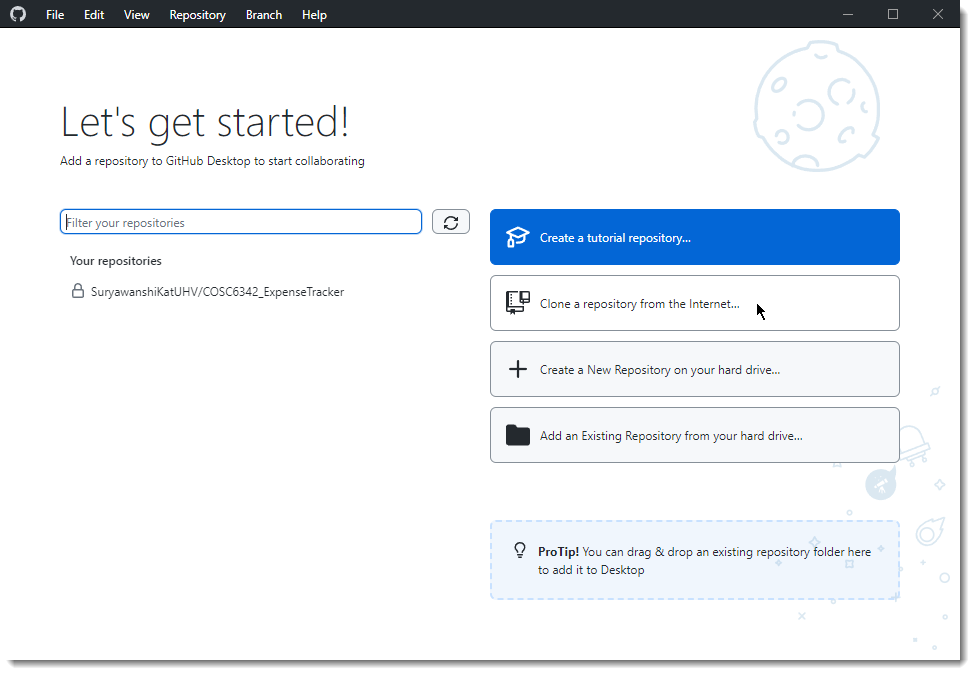 File Edit View Repository Branch Help
Let's get started!
Add a repository to GitHub Desktop to start collaborating
Filter your repositories
Your repositories
SuryawanshiKatUHV/COSC6342_ExpenseTracker
Create a tutorial repository...
Clone a repository from the Internet...
Create a New Repository on your hard drive...
Add an Existing Repository from your hard drive...
ProTip! You can drag & drop an existing repository folder here
to add it to Desktop